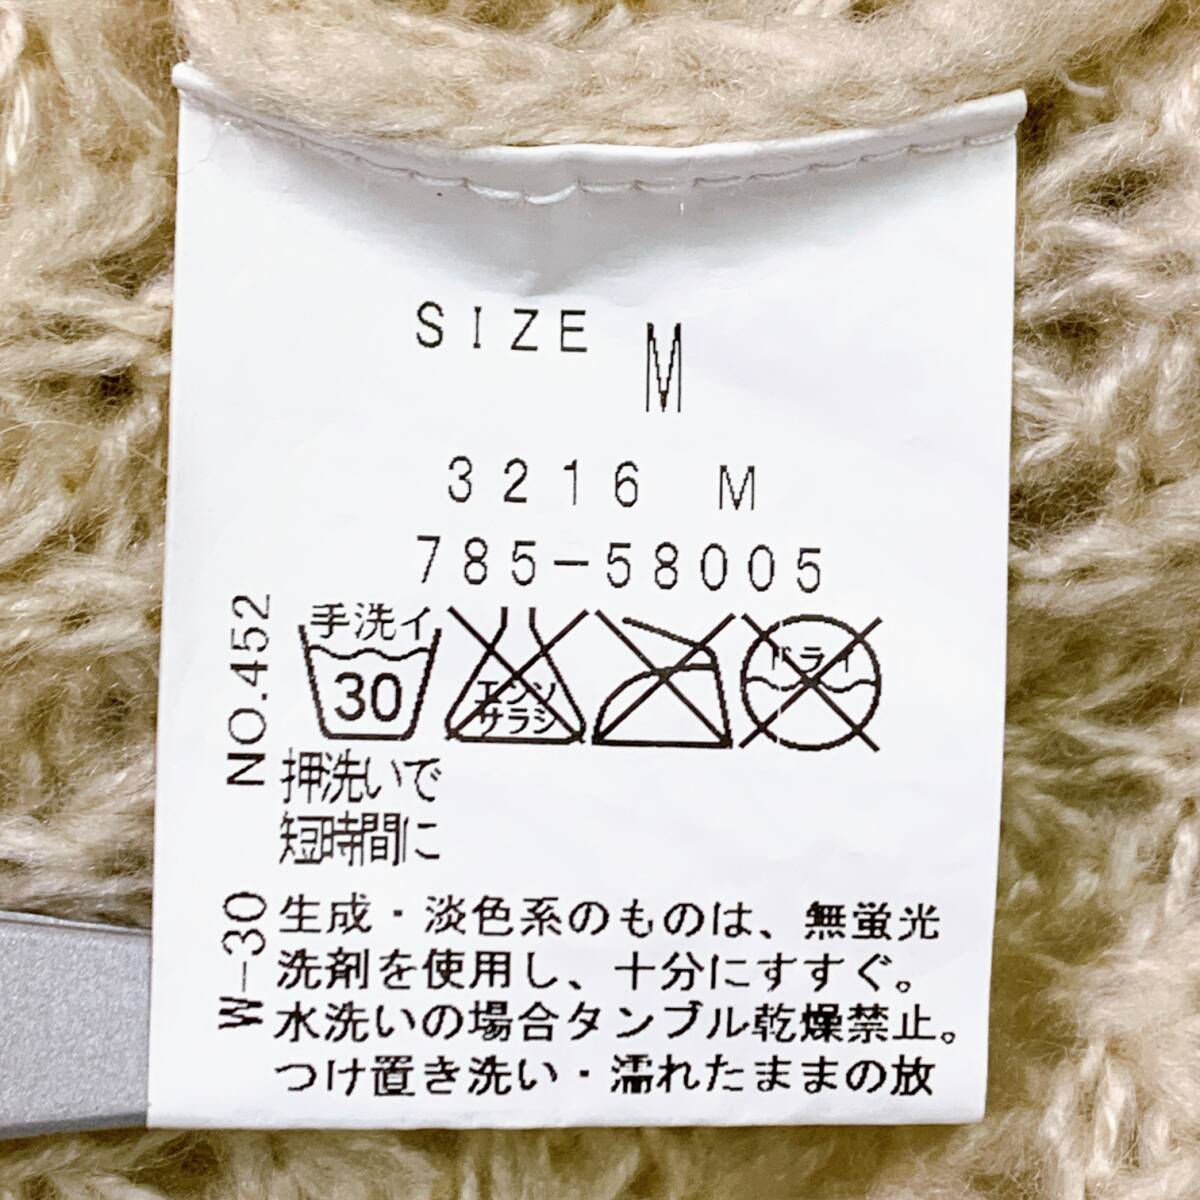 SIZE M
3216 M
785-58005
手洗イ
30
エンソ
サラシ
ドライ
押洗いで
短時間に
生成・淡色系のものは、無蛍光
洗剤を使用し、十分にすすぐ。
水洗いの場合タンブル乾燥禁止。
つけ置き洗い・濡れたままの放
NO.452
W-30